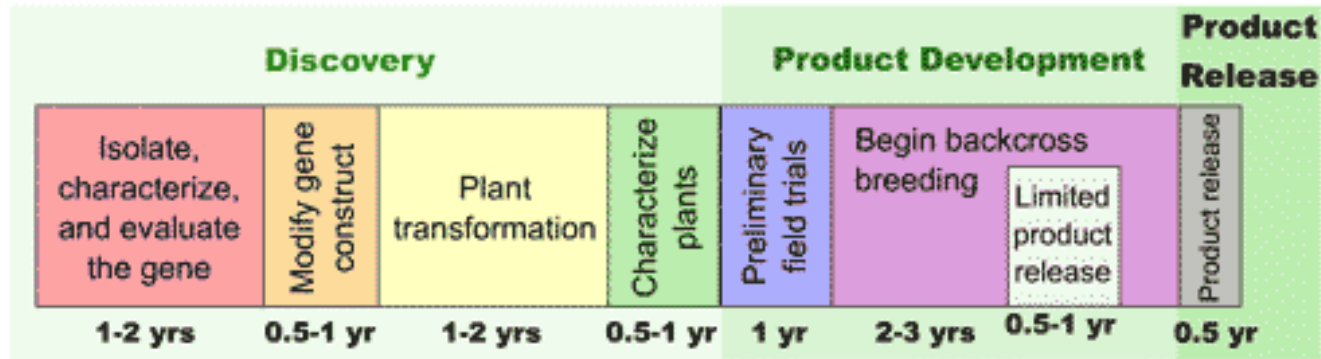 Discovery
Product Development
Product
Release
Isolate,
characterize,
and evaluate
the gene
Modify gene
construct
Plant
transformation
Characterize
plants
Preliminary
field trials
Begin backcross
breeding
Limited
product
release
Product release
1-2 yrs
0.5-1 yr
1-2 yrs
0.5-1 yr
1 yr
2-3 yrs
0.5-1 yr
0.5 yr